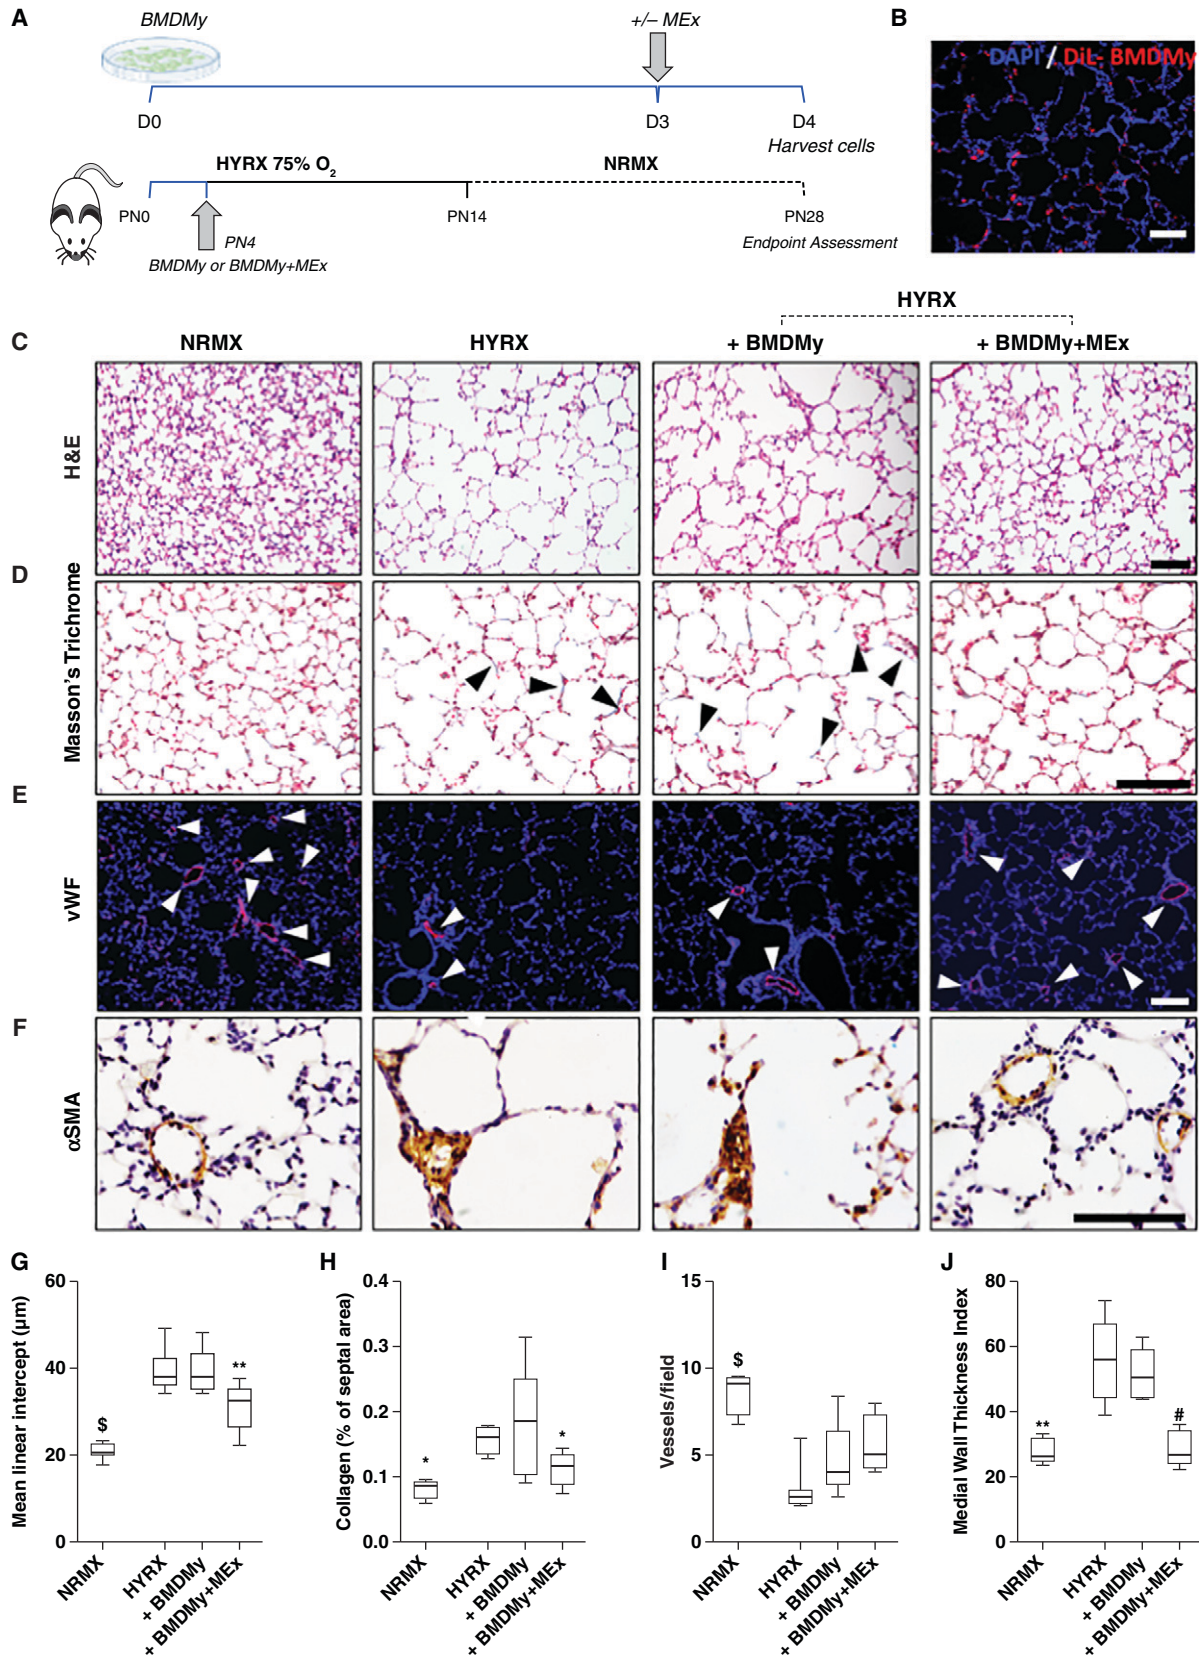 A
BMDMy
+/– MEx
D0
D3
D4
Harvest cells
HYRX 75% O2
NRMX
PN0
PN14
PN28
PN4
BMDMy or BMDMy+MEx
Endpoint Assessment
B
DAPI / DiL- BMDMy
HYRX
C
NRMX
HYRX
+ BMDMy
+ BMDMy+MEx
H&E
D
Masson's Trichrome
E
vWF
F
αSMA
G
Mean linear intercept (μm)
60
40
20
0
$
**
NRMX
HYRX
+ BMDMy
+ BMDMy+MEx
H
Collagen (% of septal area)
0.4
0.3
0.2
0.1
0.0
*
*
NRMX
HYRX
+ BMDMy
+ BMDMy+MEx
I
Vessels/field
15
10
5
0
$
NRMX
HYRX
+ BMDMy
+ BMDMy+MEx
J
Medial Wall Thickness Index
80
60
40
20
0
**
#
NRMX
HYRX
+ BMDMy
+ BMDMy+MEx